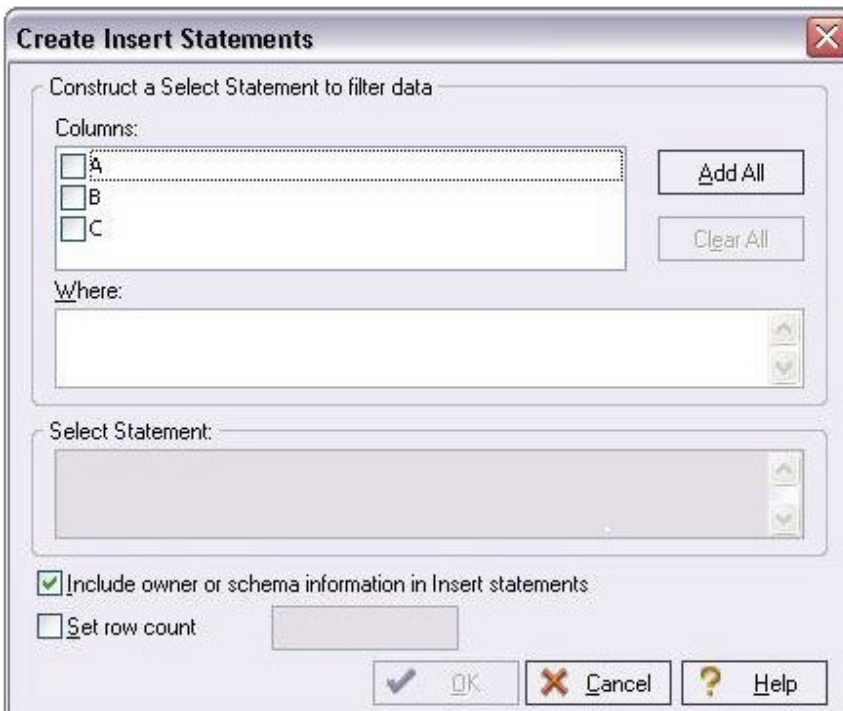 Create Insert Statements
Construct a Select Statement to filter data
Columns:
A
Add All
B
C
Clear All
Where:
Select Statement:
Include owner or schema information in Insert statements
Set row count
OK
Cancel
Help